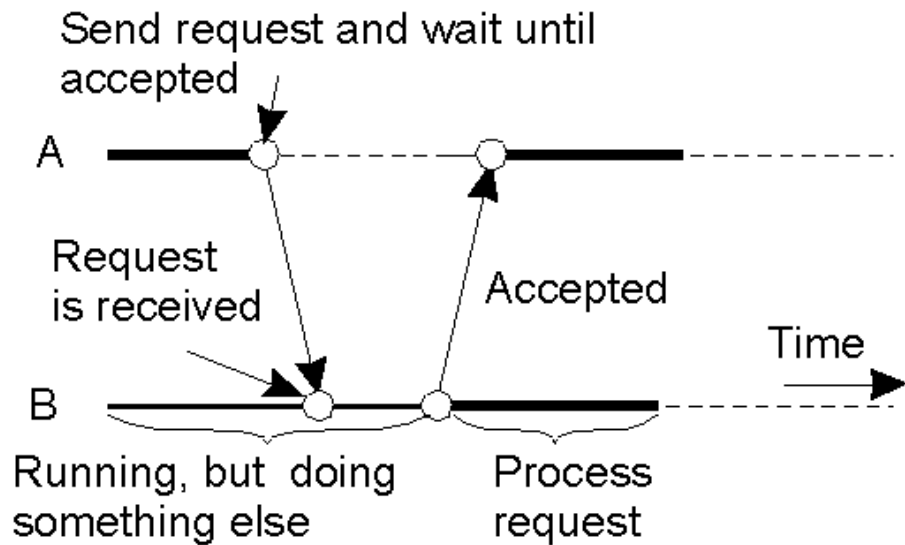 Send request and wait until
accepted
A
Request
is received
Accepted
Time
B
Running, but doing
something else
Process
request